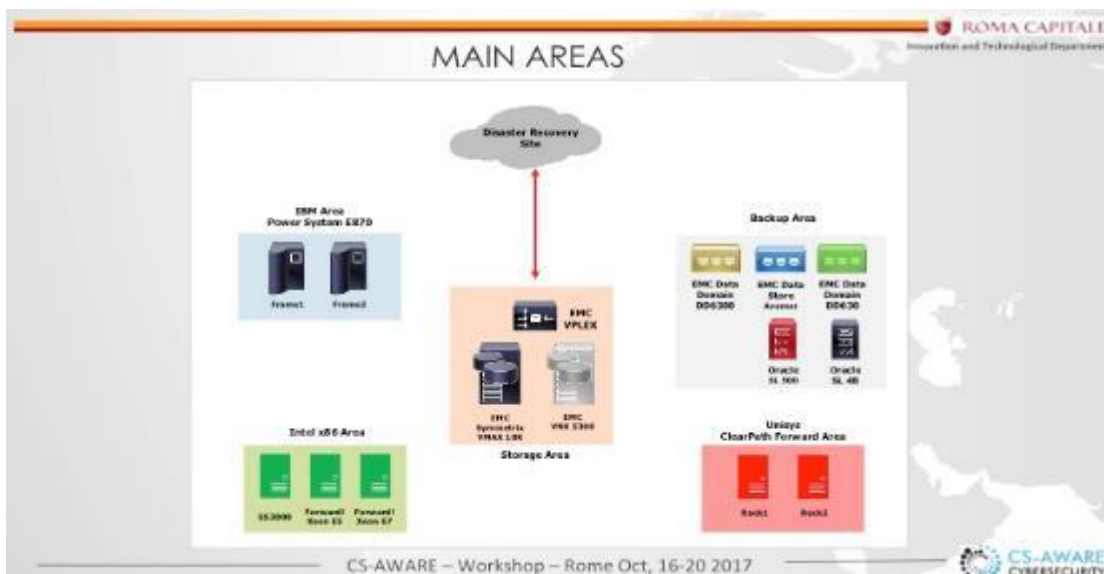 ROMA CAPITALE
Innovation and Technological Department
MAIN AREAS
Disaster Recovery
Site
IBM Area
Power System E870
Frame1
Frame2
Backup Area
EMC Data
Domain
DD6300
EMC Data
Store
Avamar
EMC Data
Domain
DD630
Oracle
SL 500
Oracle
SL 48
EMC
VPLEX
EMC
Symmetrix
VMAX 10K
EMC
VNX 5300
Storage Area
Intel x86 Area
ES3000
Forward!
Xeon E5
Forward!
Xeon E7
Unisys
ClearPath Forward Area
Rack1
Rack2
CS-AWARE – Workshop – Rome Oct, 16-20 2017
CS-AWARE
CYBERSECURITY